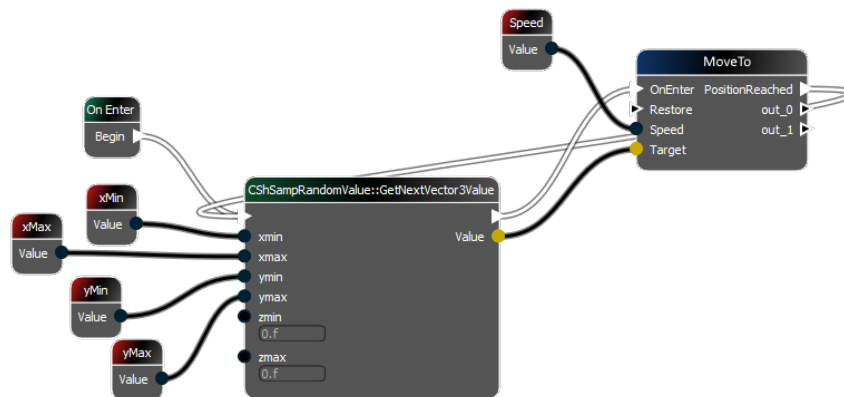 Speed
Value
MoveTo
OnEnter PositionReached
Restore out_0
Speed out_1
Target
On Enter
Begin
CShSampRandomValue::GetNextVector3Value
xMin
Value
xMax
Value
xmin Value
xmax
ymin
ymax
zmin
0.f
zmax
0.f
yMin
Value
yMax
Value